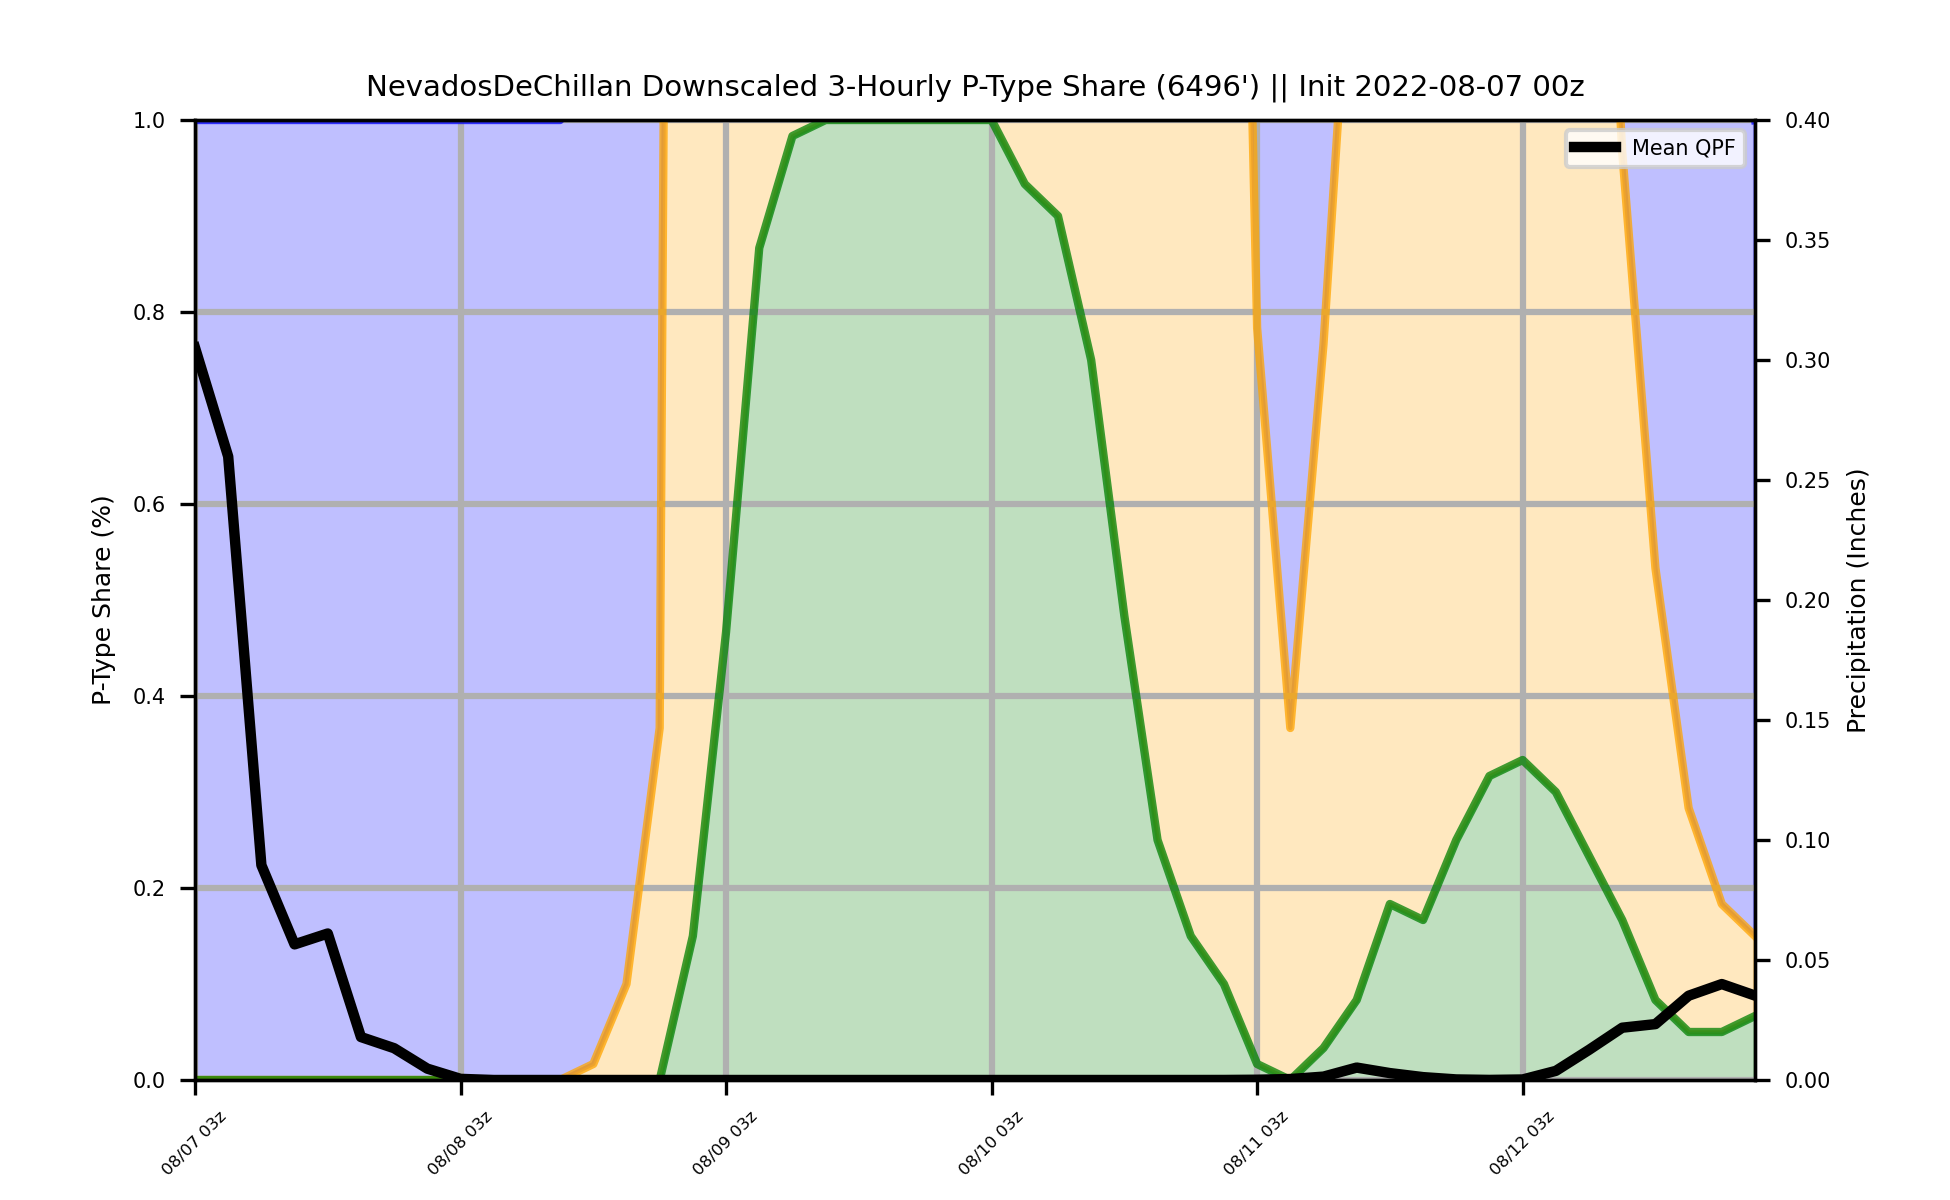 NevadosDeChillan Downscaled 3-Hourly P-Type Share (6496') || Init 2022-08-07 00z
Mean QPF
P-Type Share (%)
1.0
0.8
0.6
0.4
0.2
0.0
0.40
0.35
0.30
0.25
0.20
0.15
0.10
0.05
0.00
Precipitation (Inches)
08/07 03z
08/08 03z
08/09 03z
08/10 03z
08/11 03z
08/12 03z